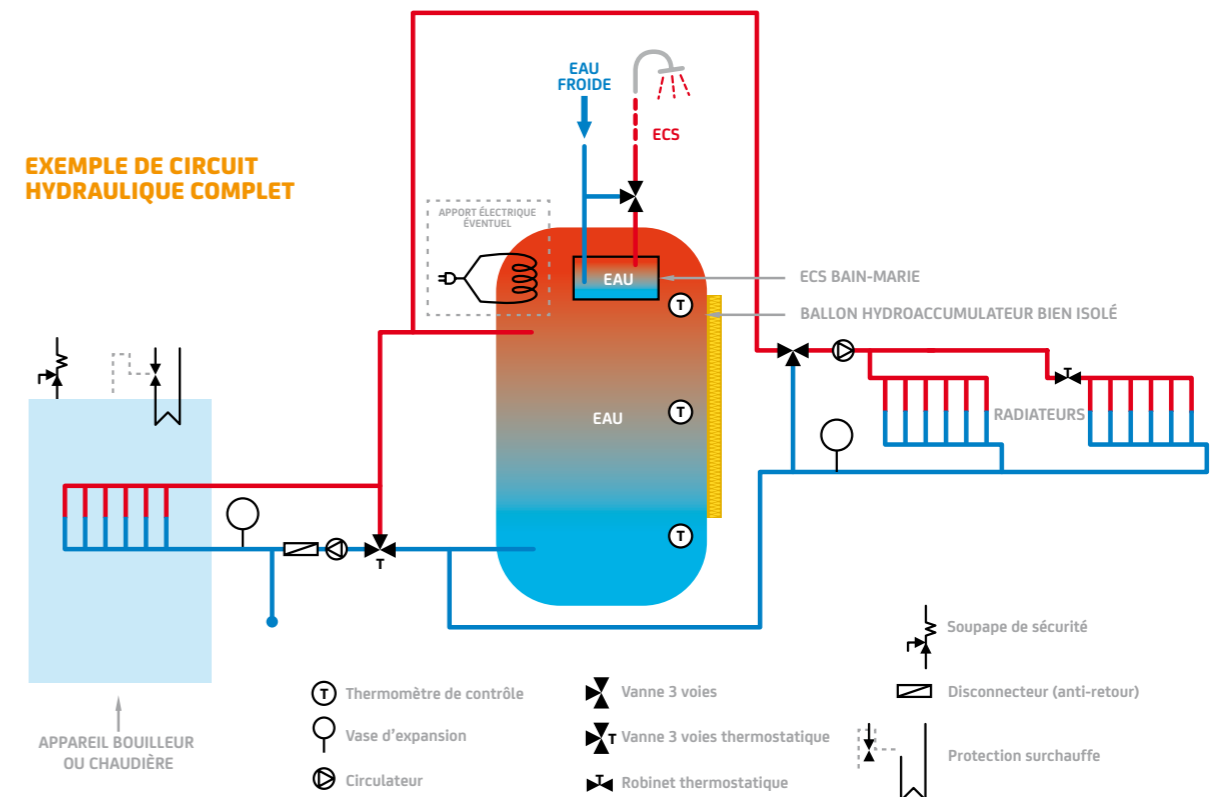 EXEMPLE DE CIRCUIT
HYDRAULIQUE COMPLET
EAU
FROIDE
ECS
APPORT ÉLECTRIQUE
ÉVENTUEL
EAU
ECS BAIN-MARIE
T
BALLON HYDROACCUMULATEUR BIEN ISOLÉ
T
EAU
T
RADIATEURS
T
T
APPAREIL BOUILLEUR
OU CHAUDIÈRE
T Thermomètre de contrôle
Vase d'expansion
Circulateur
Vanne 3 voies
T Vanne 3 voies thermostatique
T Robinet thermostatique
Soupape de sécurité
Disconnecteur (anti-retour)
Protection surchauffe